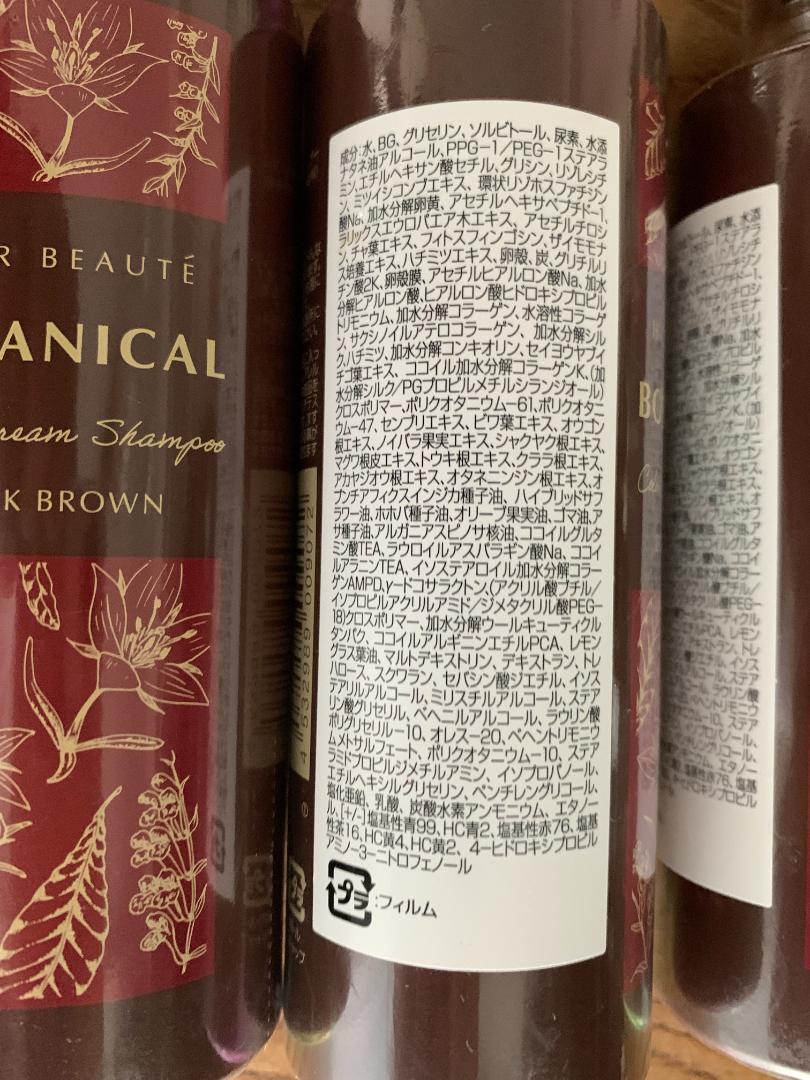 R BEAUTÉ
ANICAL
ream Shampoo
K BROWN
4 532989 009072
成分:水、BG、グリセリン、ソルビトール、尿素、水添
ナタネ油アルコール、PPG-1/PEG-1ステアラ
ミン、エチルヘキサン酸セチル、グリシン、リゾレシチ
ン、ミツイシコンブエキス、環状リゾホスファチジン
酸Na、加水分解卵黄、アセチルヘキサペプチド-1、
ラリックスエウロパエア木エキス、アセチルチロシ
ン、チャ葉エキス、フィトスフィンゴシン、ザイモモナ
ス培養エキス、ハチミツエキス、卵殻、炭、グリチルリ
チン酸2K、卵殻膜、アセチルヒアルロン酸Na、加水
分解ヒアルロン酸、ヒアルロン酸ヒドロキシプロピル
トリモニウム、加水分解コラーゲン、水溶性コラーゲ
ン、サクシノイルアテロコラーゲン、加水分解シル
ク、ハチミツ、加水分解コンキオリン、セイヨウヤブイ
チゴ葉エキス、ココイル加水分解コラーゲンK、(加
水分解シルク/PGプロピルメチルシランジオール)
クロスポリマー、ポリクオタニウム-61、ポリクオタニ
ウム-47、センブリエキス、ビワ葉エキス、オウゴン
根エキス、ノイバラ果実エキス、シャクヤク根エキス、
マグワ根皮エキス、トウキ根エキス、クララ根エキス、
アカヤジオウ根エキス、オタネニンジン根エキス、オ
プンチアフィクスインジカ種子油、ハイブリッドサフ
ラワー油、ホホバ種子油、オリーブ果実油、ゴマ油、ア
サ種子油、アルガニアスピノサ核油、ココイルグルタ
ミン酸TEA、ラウロイルアスパラギン酸Na、ココイ
ルアラニンTEA、イソステアロイル加水分解コラー
ゲンAMPD、γ-ドコサラクトン、(アクリル酸ブチル/
イソプロピルアクリルアミド/ジメタクリル酸PEG-
18)クロスポリマー、加水分解ウールキューティクル
タンパク、ココイルアルギニンエチルPCA、レモン
グラス葉油、マルトデキストリン、デキストラン、トレ
ハロース、スクワラン、セバシン酸ジエチル、イソス
テアリルアルコール、ミリスチルアルコール、ステア
リン酸グリセリル、ベヘニルアルコール、ラウリン酸
ポリグリセリル-10、オレス-20、ベヘントリモニウ
ムメトサルフェート、ポリクオタニウム-10、ステア
ラミドプロピルジメチルアミン、イソプロパノール、
エチルヘキシルグリセリン、ペンチレングリコール、
塩化亜鉛、乳酸、炭酸水素アンモニウム、エタノー
ル、[+/-]塩基性青99、HC青2、塩基性赤76、塩基
性茶16、HC黄4、HC黄2、4-ヒドロキシプロピル
アミノ-3-ニトロフェノール
プラ:フィルム
BO